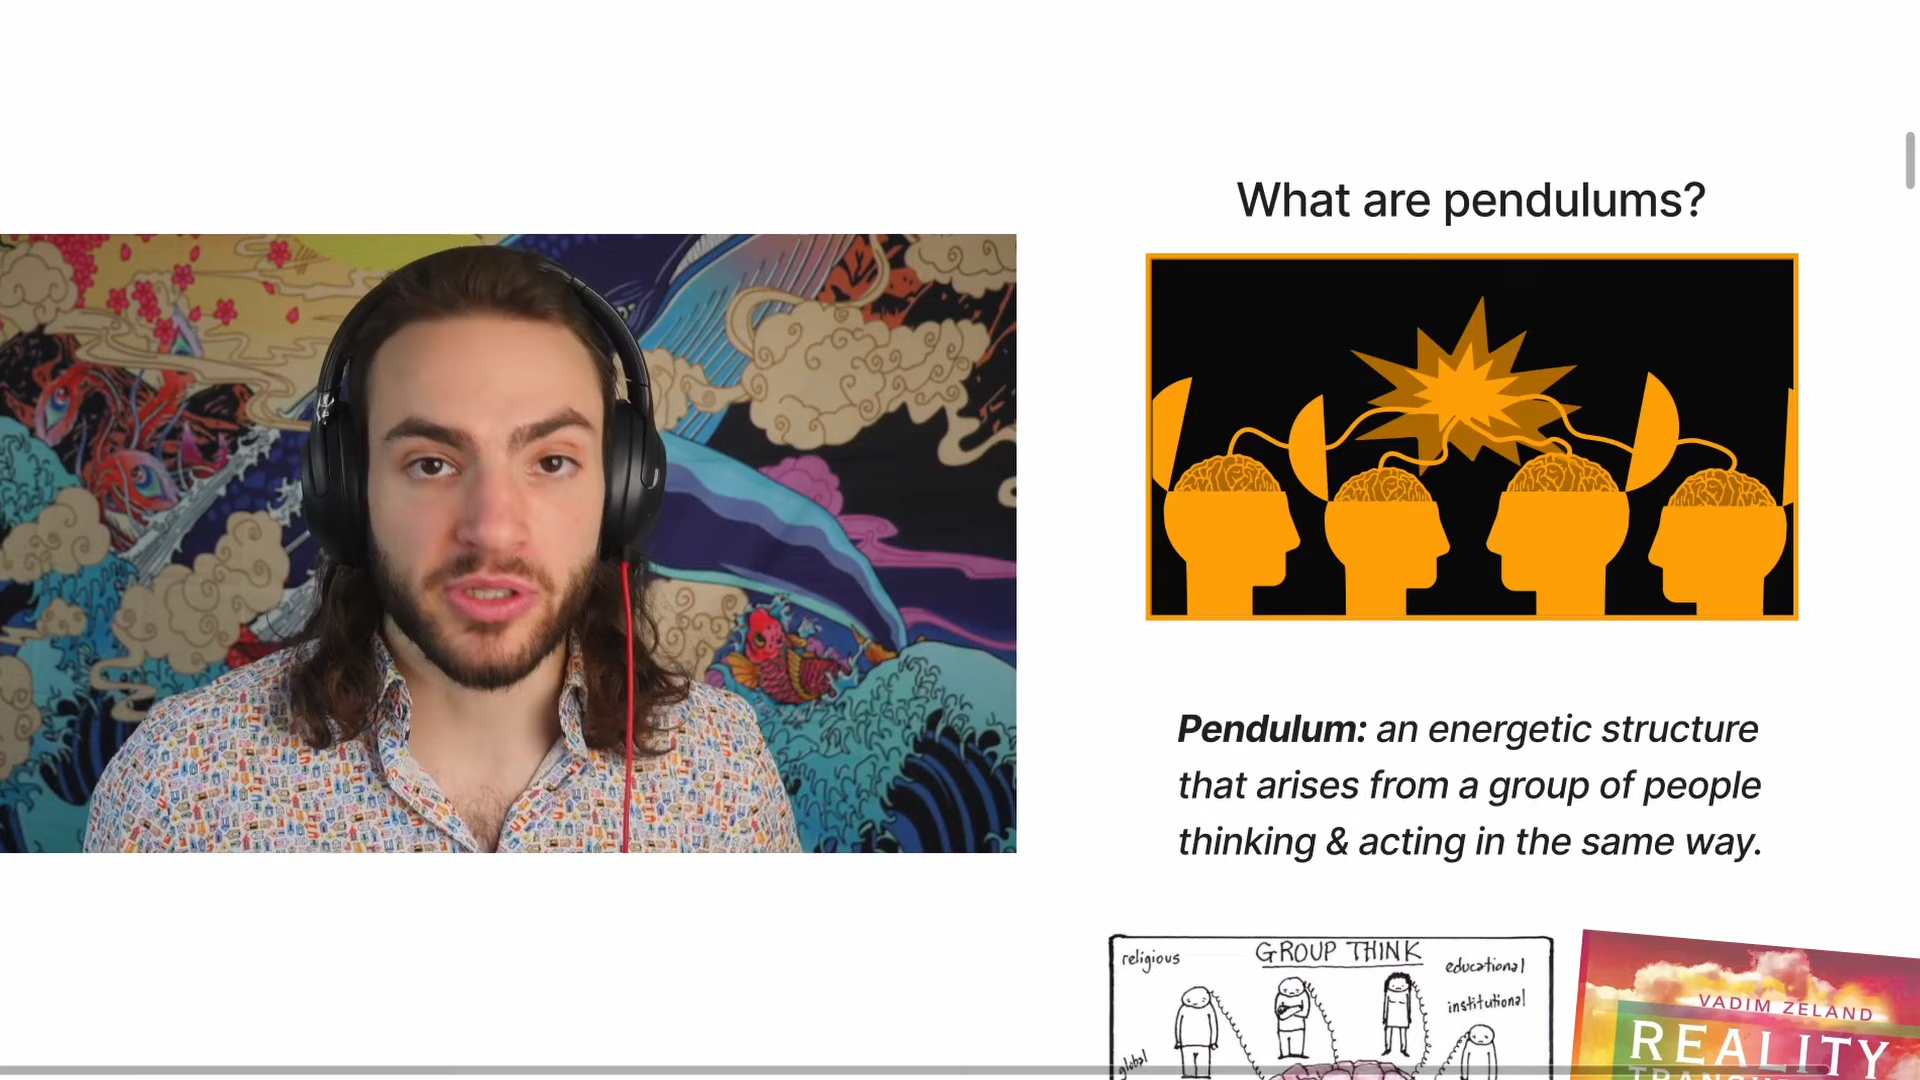 What are pendulums?
Pendulum: an energetic structure
that arises from a group of people
thinking & acting in the same way.
religious
GROUP THINK
educational
institutional
global
VADIM ZELAND
REALITY